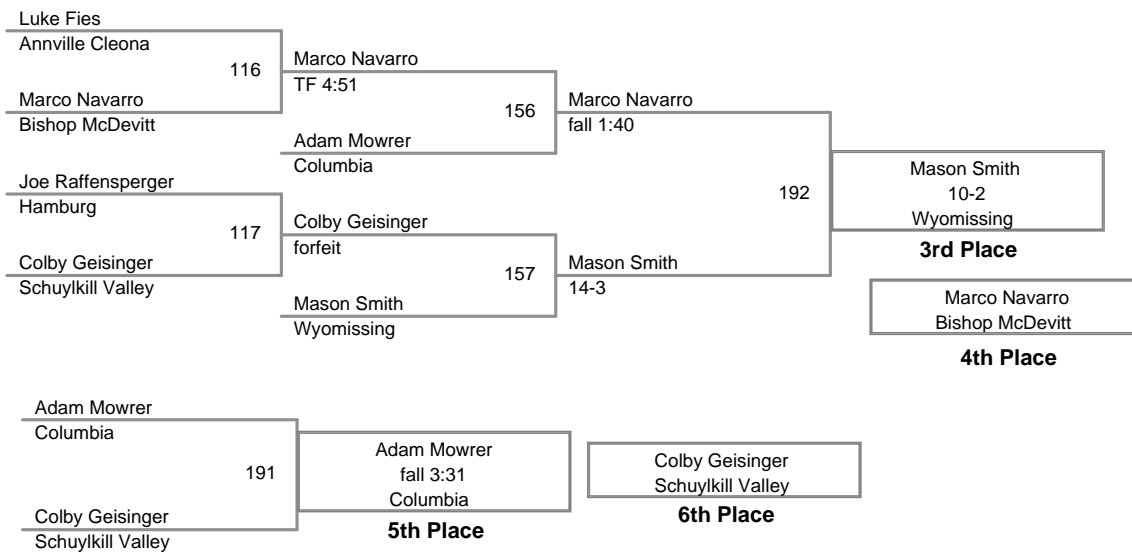 Luke Fies
Annville Cleona
116
Marco Navarro
Bishop McDevitt
Marco Navarro
TF 4:51
156
Adam Mowrer
Columbia
Marco Navarro
fall 1:40
Joe Raffensperger
Hamburg
117
Colby Geisinger
Schuylkill Valley
Colby Geisinger
forfeit
157
Mason Smith
Wyomissing
Mason Smith
14-3
192
Mason Smith
10-2
Wyomissing
3rd Place
Marco Navarro
Bishop McDevitt
4th Place
Adam Mowrer
Columbia
191
Colby Geisinger
Schuylkill Valley
Adam Mowrer
fall 3:31
Columbia
5th Place
Colby Geisinger
Schuylkill Valley
6th Place